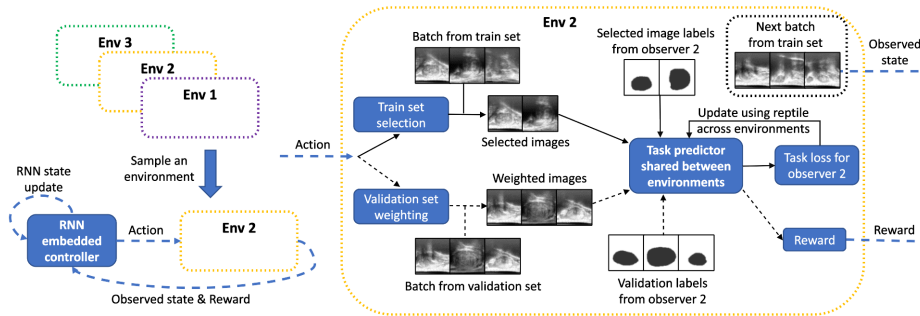 Env 3
Env 2
Env 1
Sample an
environment
RNN state
update
RNN
embedded
controller
Action
Env 2
Observed state & Reward
Env 2
Batch from train set
Action
Train set
selection
Selected images
Validation set
weighting
Weighted images
Batch from validation set
Selected image labels
from observer 2
Next batch
from train set
Observed
state
Update using reptile
across environments
Task predictor
shared between
environments
Task loss for
observer 2
Validation labels
from observer 2
Reward
Reward